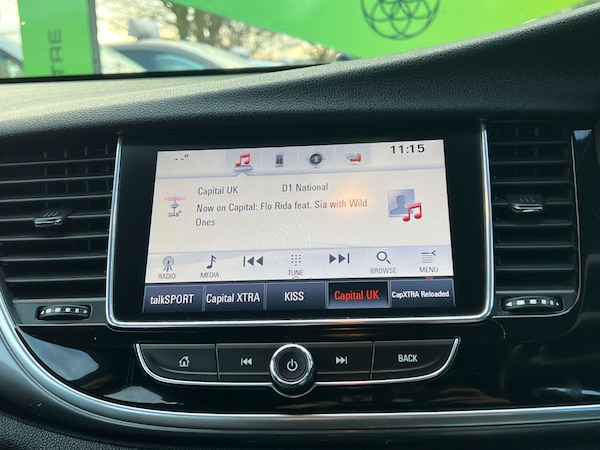 TRE
--°
11:15
Capital UK D1 National
Now on Capital: Flo Rida feat. Sia with Wild
Ones
DAB
RADIO MEDIA TUNE BROWSE MENU
talkSPORT Capital XTRA KISS Capital UK CapXTRA Reloaded
BACK